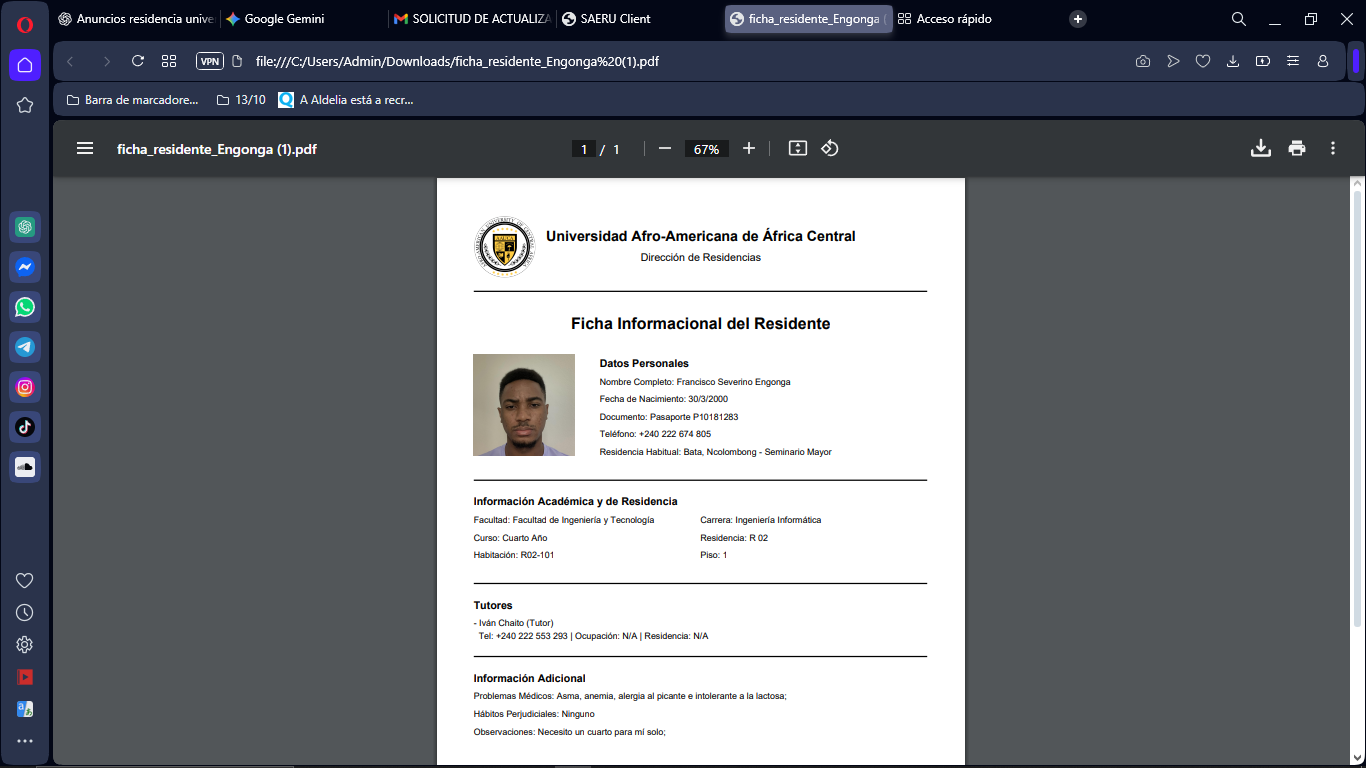 Anuncios residencia unive
Google Gemini
SOLICITUD DE ACTUALIZA
SAERU Client
ficha_residente_Engonga (
Acceso rápido
VPN
file:///C:/Users/Admin/Downloads/ficha_residente_Engonga%20(1).pdf
Barra de marcadore...
13/10
A Aldelia está a recr...
ficha_residente_Engonga (1).pdf
1 / 1
67%
Universidad Afro-Americana de África Central
Dirección de Residencias
Ficha Informacional del Residente
Datos Personales
Nombre Completo: Francisco Severino Engonga
Fecha de Nacimiento: 30/3/2000
Documento: Pasaporte P10181283
Teléfono: +240 222 674 805
Residencia Habitual: Bata, Ncolombong - Seminario Mayor
Información Académica y de Residencia
Facultad: Facultad de Ingeniería y Tecnología
Carrera: Ingeniería Informática
Curso: Cuarto Año
Residencia: R 02
Habitación: R02-101
Piso: 1
Tutores
- Iván Chaito (Tutor)
Tel: +240 222 553 293 | Ocupación: N/A | Residencia: N/A
Información Adicional
Problemas Médicos: Asma, anemia, alergia al picante e intolerante a la lactosa;
Hábitos Perjudiciales: Ninguno
Observaciones: Necesito un cuarto para mí solo;